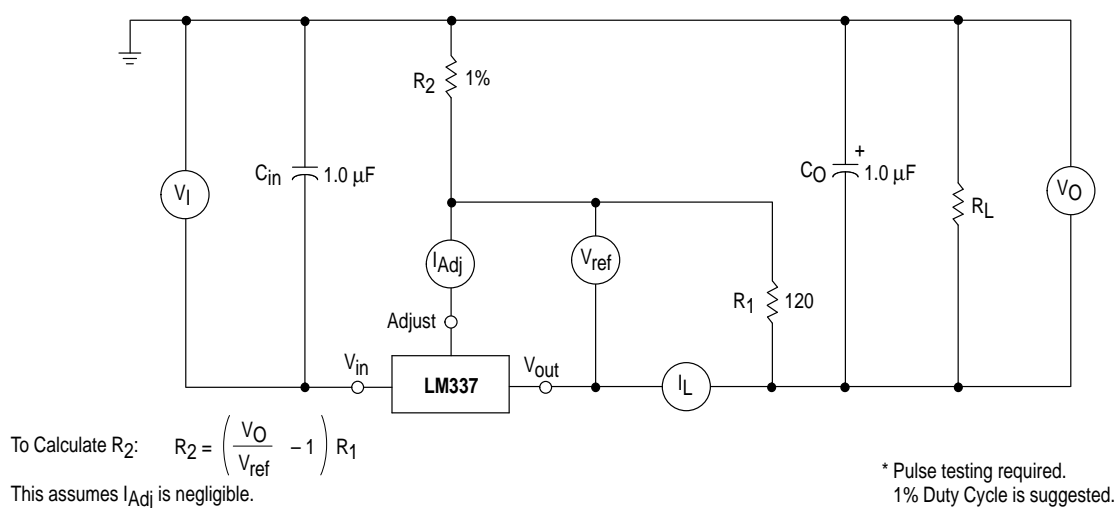 R2 1%
Cin 1.0 μF
CO + 1.0 μF
VI
RL
VO
IAdj
Vref
R1 120
Adjust
Vin
LM337
Vout
IL
To Calculate R2: R2 = ( VO / Vref – 1 ) R1
This assumes IAdj is negligible.
* Pulse testing required.
1% Duty Cycle is suggested.